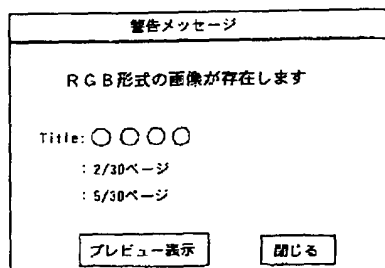 警告メッセージ
RGB形式の画像が存在します
Title:○○○○
:2/30ページ
:5/30ページ
プレビュー表示 閉じる